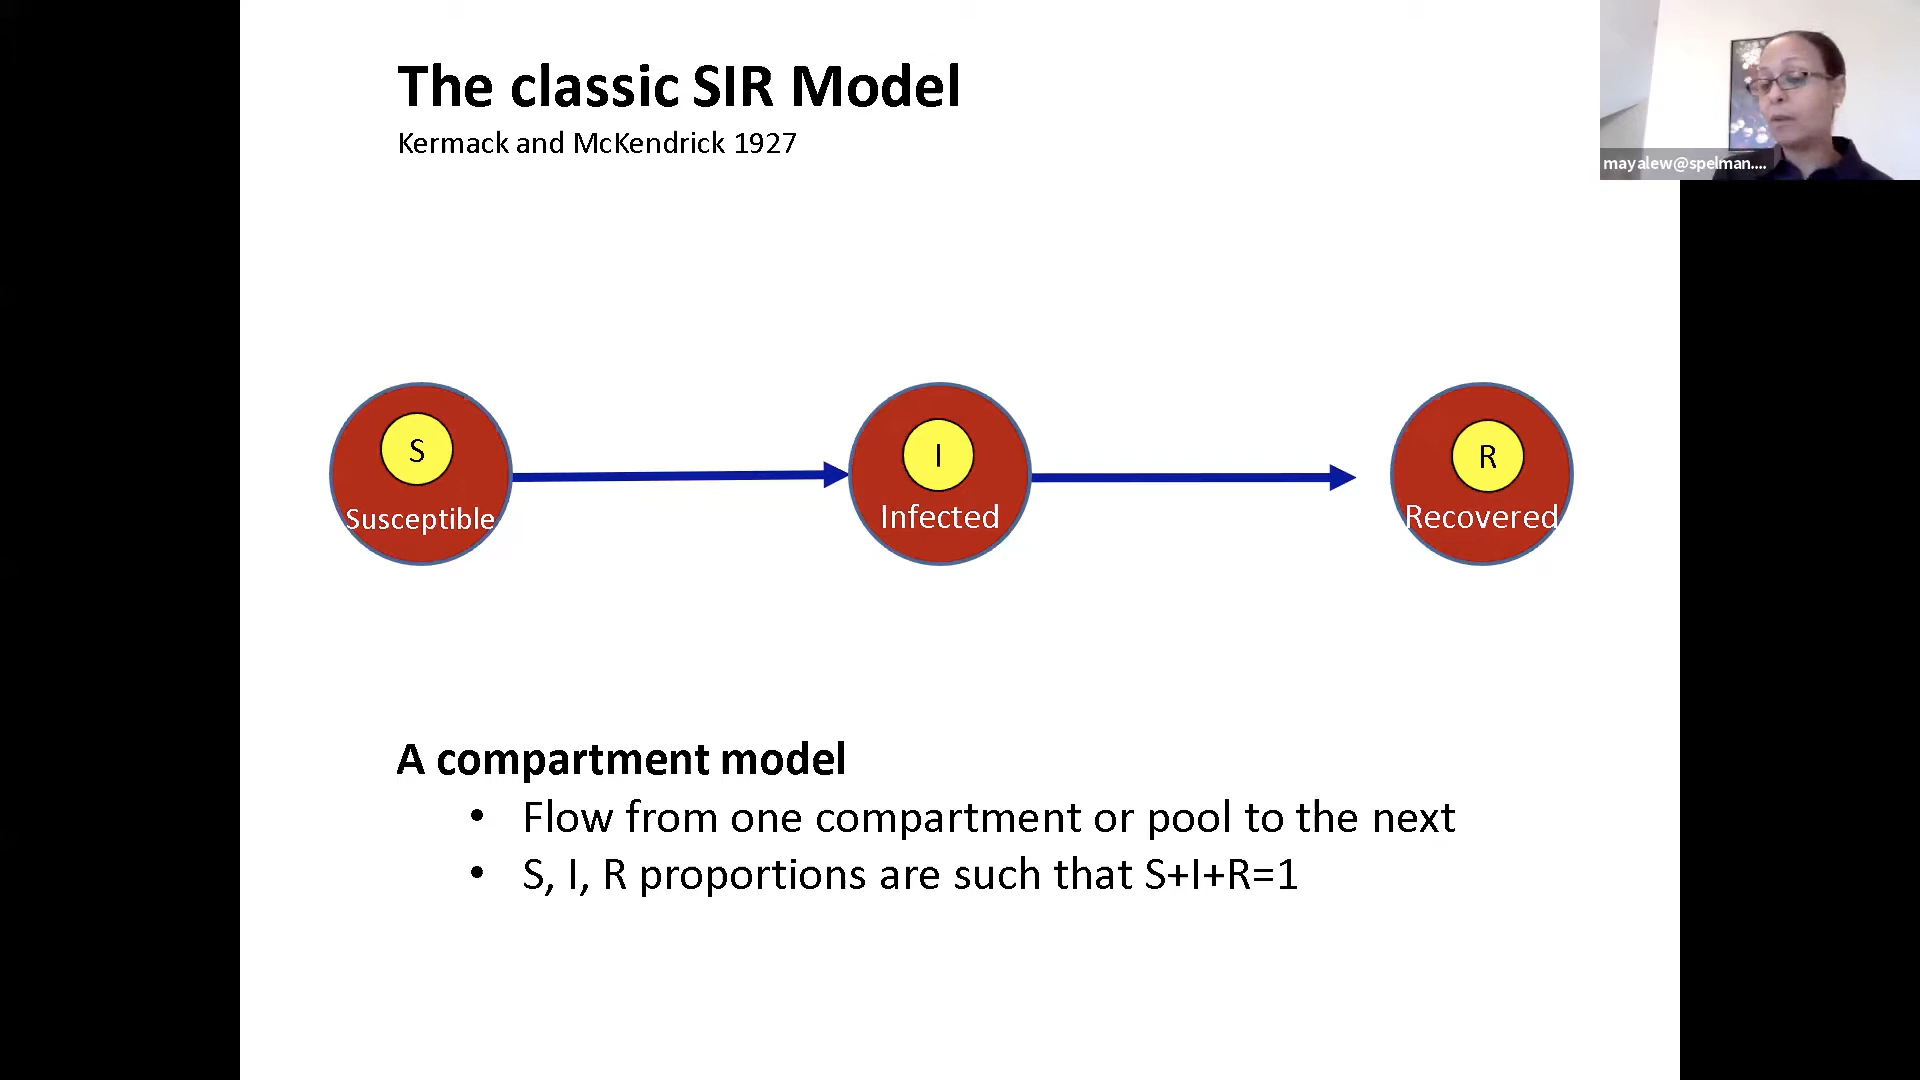 The classic SIR Model
Kermack and McKendrick 1927
mayalew@spelman....
S
Susceptible
I
Infected
R
Recovered
A compartment model
• Flow from one compartment or pool to the next
• S, I, R proportions are such that S+I+R=1